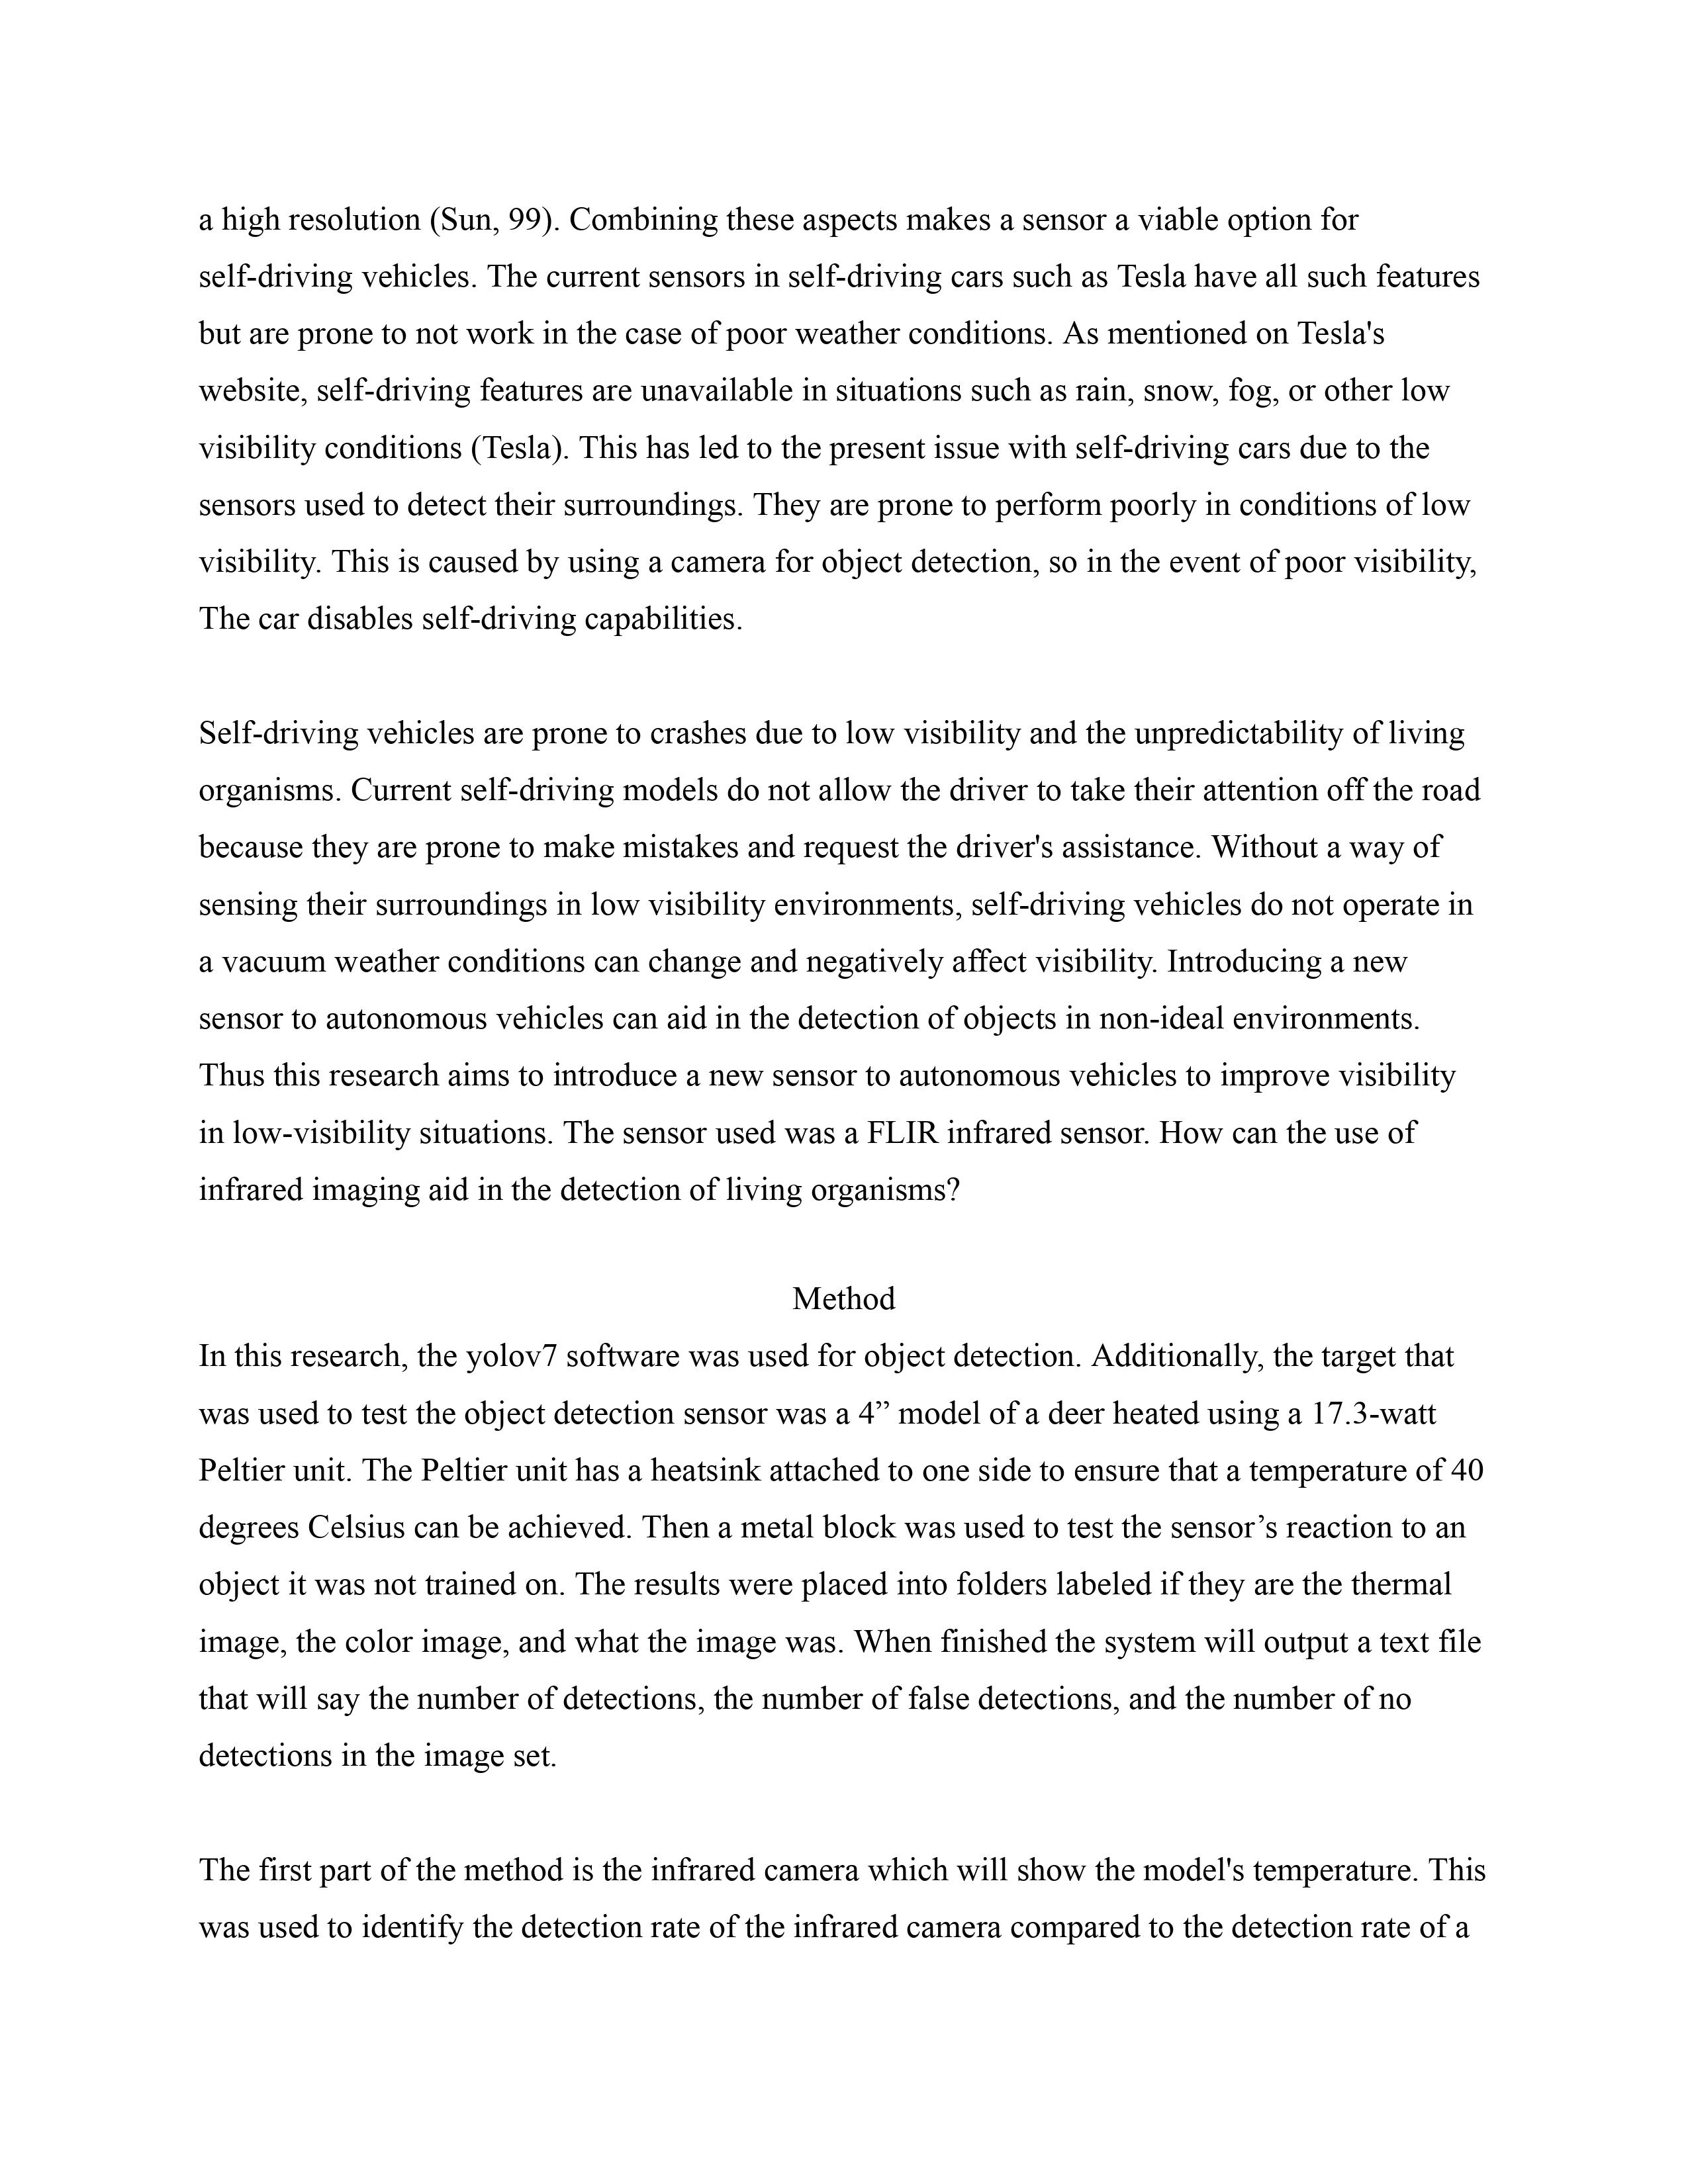 a high resolution (Sun, 99). Combining these aspects makes a sensor a viable option for
self-driving vehicles. The current sensors in self-driving cars such as Tesla have all such features
but are prone to not work in the case of poor weather conditions. As mentioned on Tesla's
website, self-driving features are unavailable in situations such as rain, snow, fog, or other low
visibility conditions (Tesla). This has led to the present issue with self-driving cars due to the
sensors used to detect their surroundings. They are prone to perform poorly in conditions of low
visibility. This is caused by using a camera for object detection, so in the event of poor visibility,
The car disables self-driving capabilities.
Self-driving vehicles are prone to crashes due to low visibility and the unpredictability of living
organisms. Current self-driving models do not allow the driver to take their attention off the road
because they are prone to make mistakes and request the driver's assistance. Without a way of
sensing their surroundings in low visibility environments, self-driving vehicles do not operate in
a vacuum weather conditions can change and negatively affect visibility. Introducing a new
sensor to autonomous vehicles can aid in the detection of objects in non-ideal environments.
Thus this research aims to introduce a new sensor to autonomous vehicles to improve visibility
in low-visibility situations. The sensor used was a FLIR infrared sensor. How can the use of
infrared imaging aid in the detection of living organisms?
Method
In this research, the yolov7 software was used for object detection. Additionally, the target that
was used to test the object detection sensor was a 4” model of a deer heated using a 17.3-watt
Peltier unit. The Peltier unit has a heatsink attached to one side to ensure that a temperature of 40
degrees Celsius can be achieved. Then a metal block was used to test the sensor’s reaction to an
object it was not trained on. The results were placed into folders labeled if they are the thermal
image, the color image, and what the image was. When finished the system will output a text file
that will say the number of detections, the number of false detections, and the number of no
detections in the image set.
The first part of the method is the infrared camera which will show the model's temperature. This
was used to identify the detection rate of the infrared camera compared to the detection rate of a